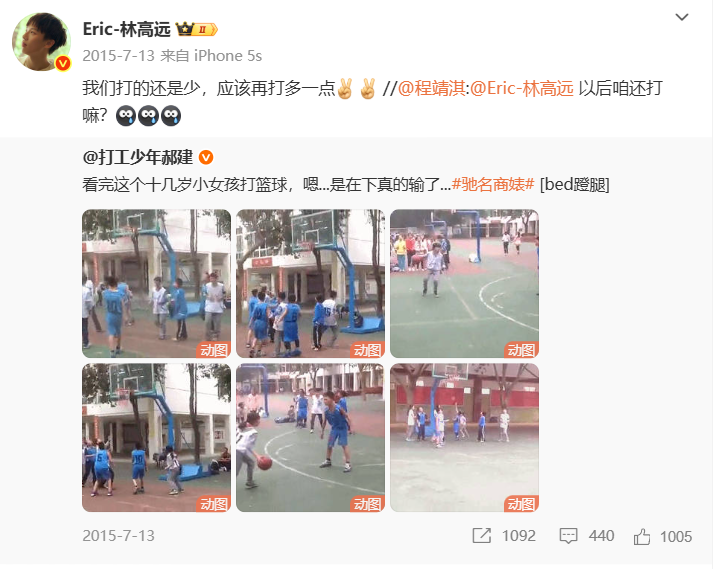 Eric-林高远 II
2015-7-13 来自 iPhone 5s
我们打的还是少，应该再打多一点✌️✌️ //@程靖淇:@Eric-林高远 以后咱还打
嘛？
@打工少年郝建
看完这个十几岁小女孩打篮球，嗯...是在下真的输了...#驰名商婊# [bed蹬腿]
动图 动图 动图
动图 动图 动图
2015-7-13 1092 440 1005